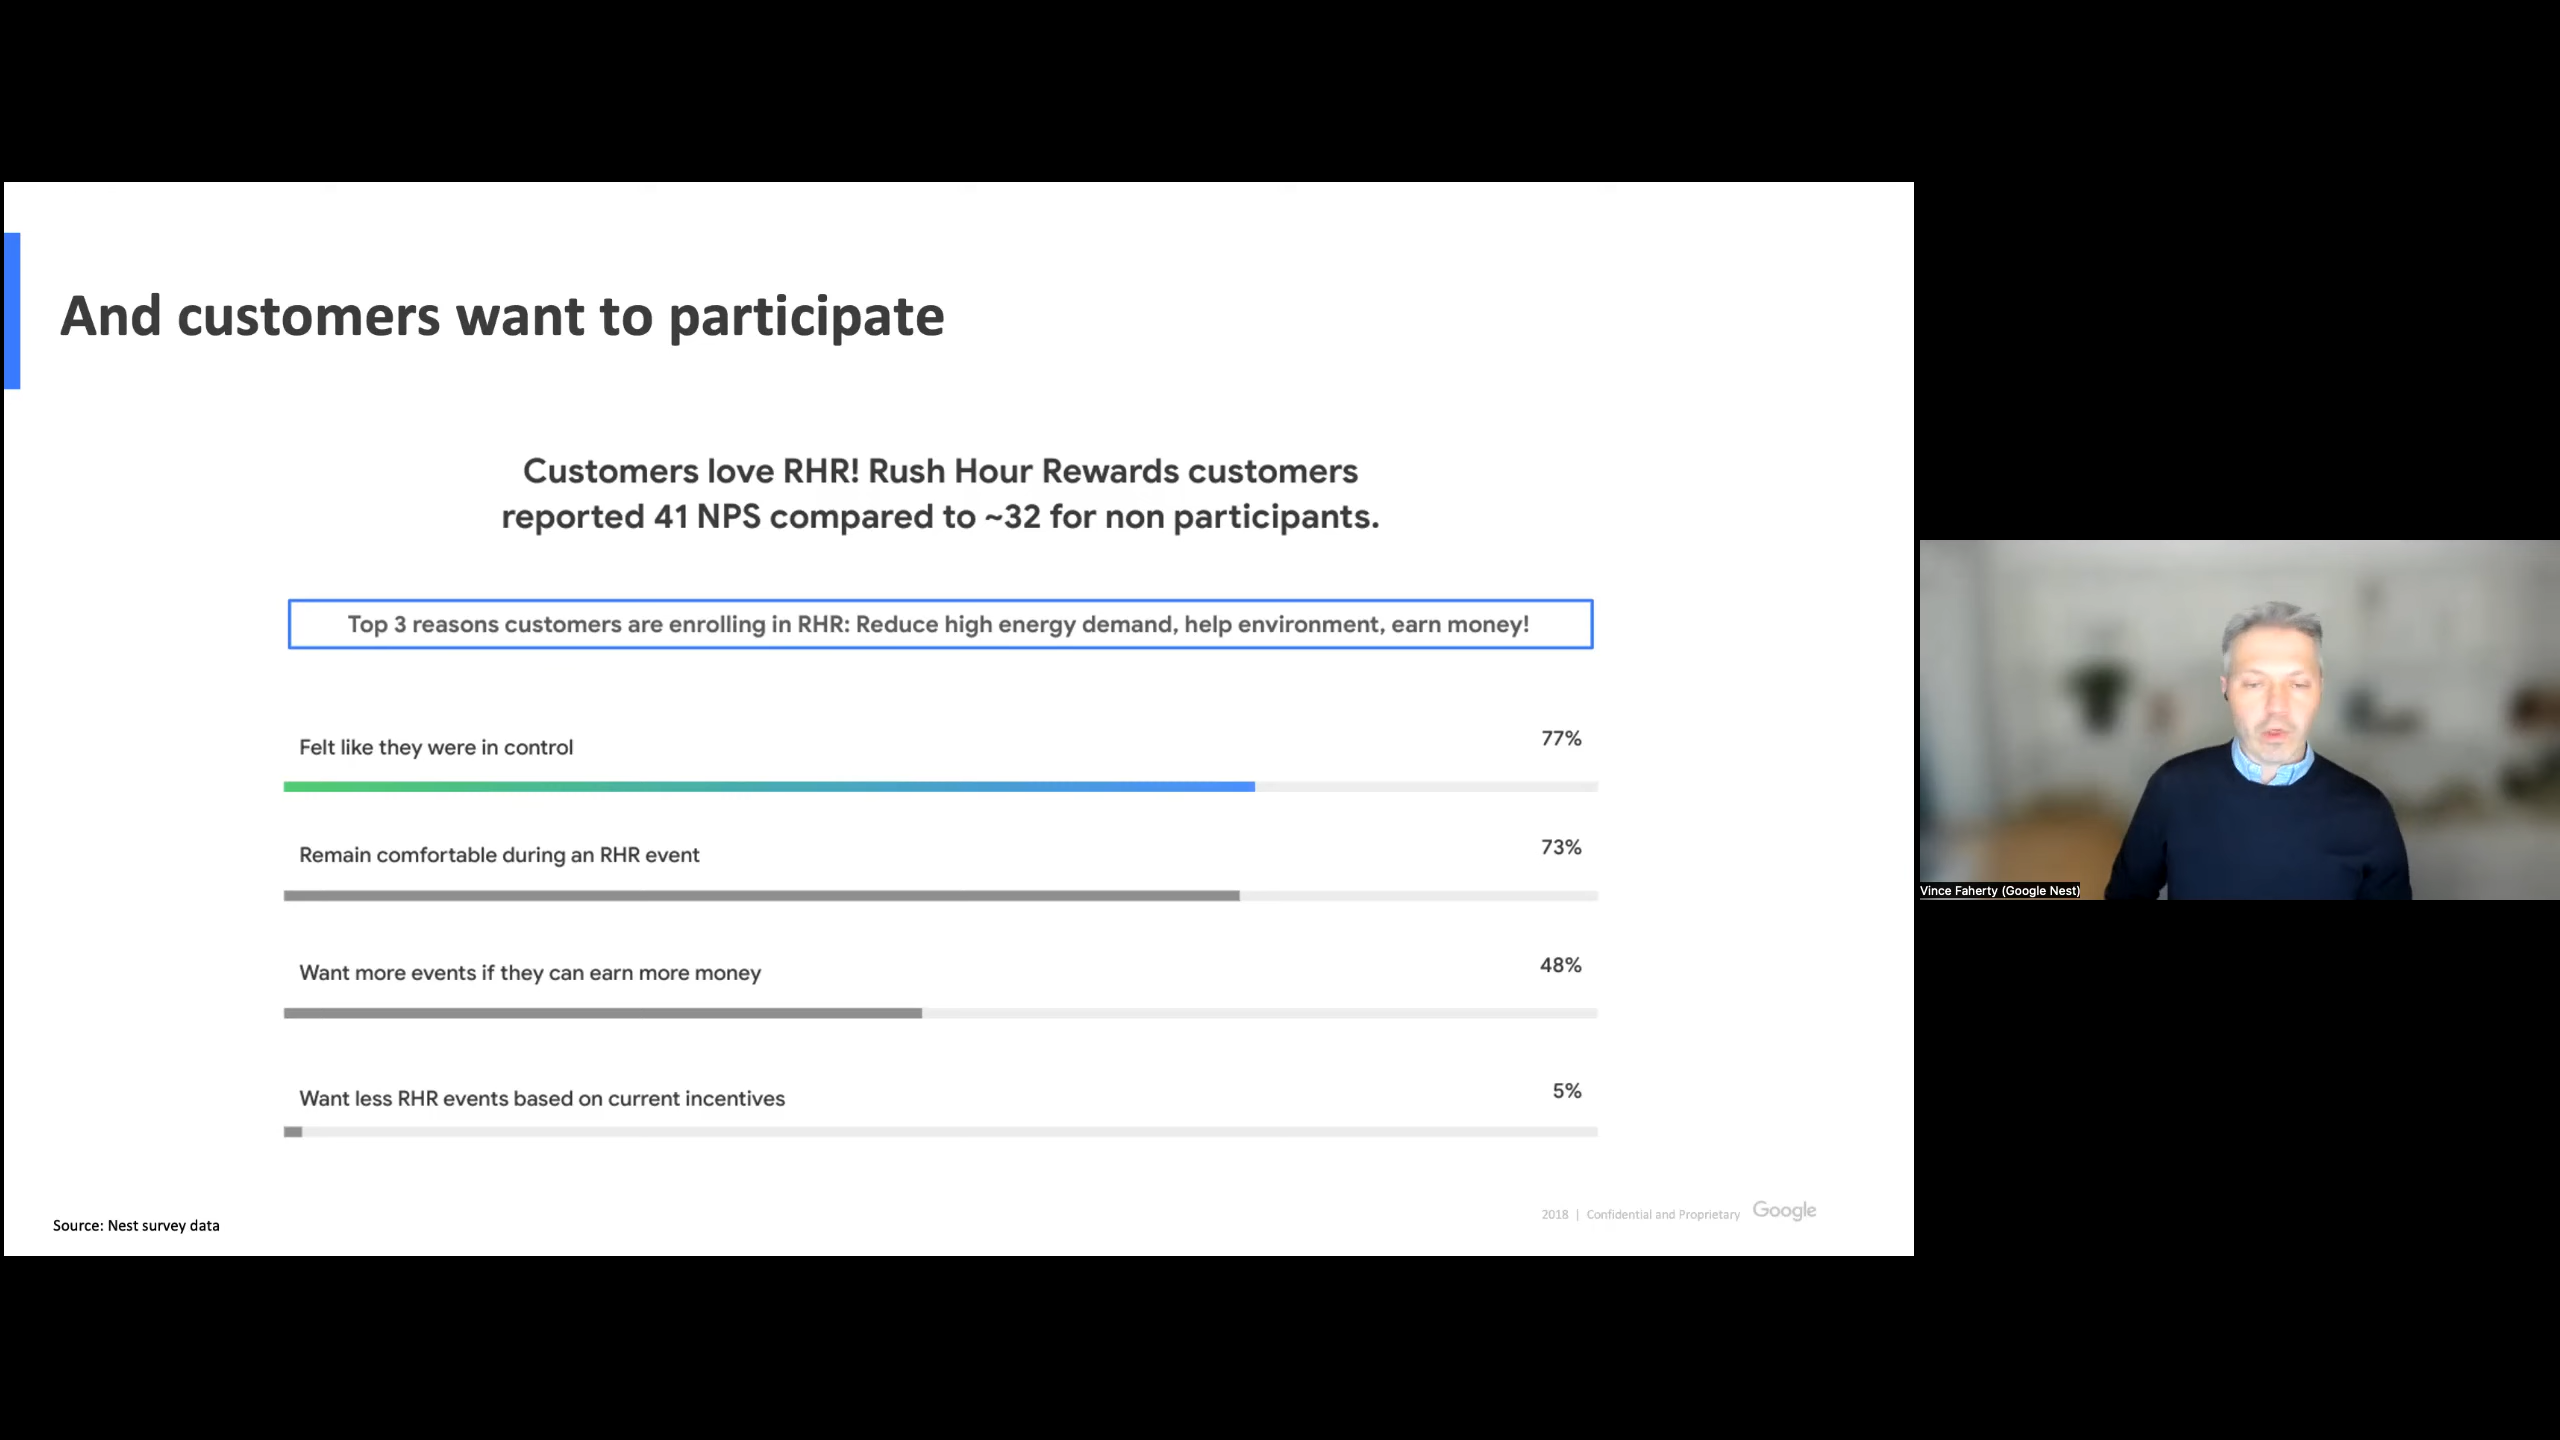 And customers want to participate
Customers love RHR! Rush Hour Rewards customers
reported 41 NPS compared to ~32 for non participants.
Top 3 reasons customers are enrolling in RHR: Reduce high energy demand, help environment, earn money!
Felt like they were in control
77%
Remain comfortable during an RHR event
73%
Want more events if they can earn more money
48%
Want less RHR events based on current incentives
5%
Source: Nest survey data
2018 | Confidential and Proprietary Google
Vince Faherty (Google Nest)